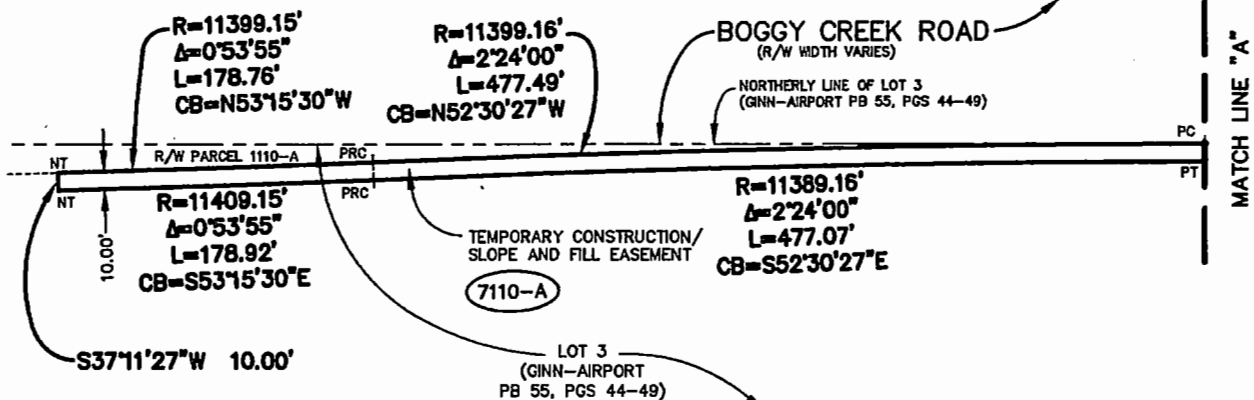 R=11399.15'
Δ=0°53'55"
L=178.76'
CB=N53°15'30"W
R=11399.16'
Δ=2°24'00"
L=477.49'
CB=N52°30'27"W
BOGGY CREEK ROAD
(R/W WIDTH VARIES)
NORTHERLY LINE OF LOT 3
(GINN-AIRPORT PB 55, PGS 44-49)
MATCH LINE "A"
NT
R/W PARCEL 1110-A
PRC
PC
NT
PRC
PT
10.00'
R=11409.15'
Δ=0°53'55"
L=178.92'
CB=S53°15'30"E
TEMPORARY CONSTRUCTION/
SLOPE AND FILL EASEMENT
7110-A
R=11389.16'
Δ=2°24'00"
L=477.07'
CB=S52°30'27"E
S37°11'27"W 10.00'
LOT 3
(GINN-AIRPORT
PB 55, PGS 44-49)